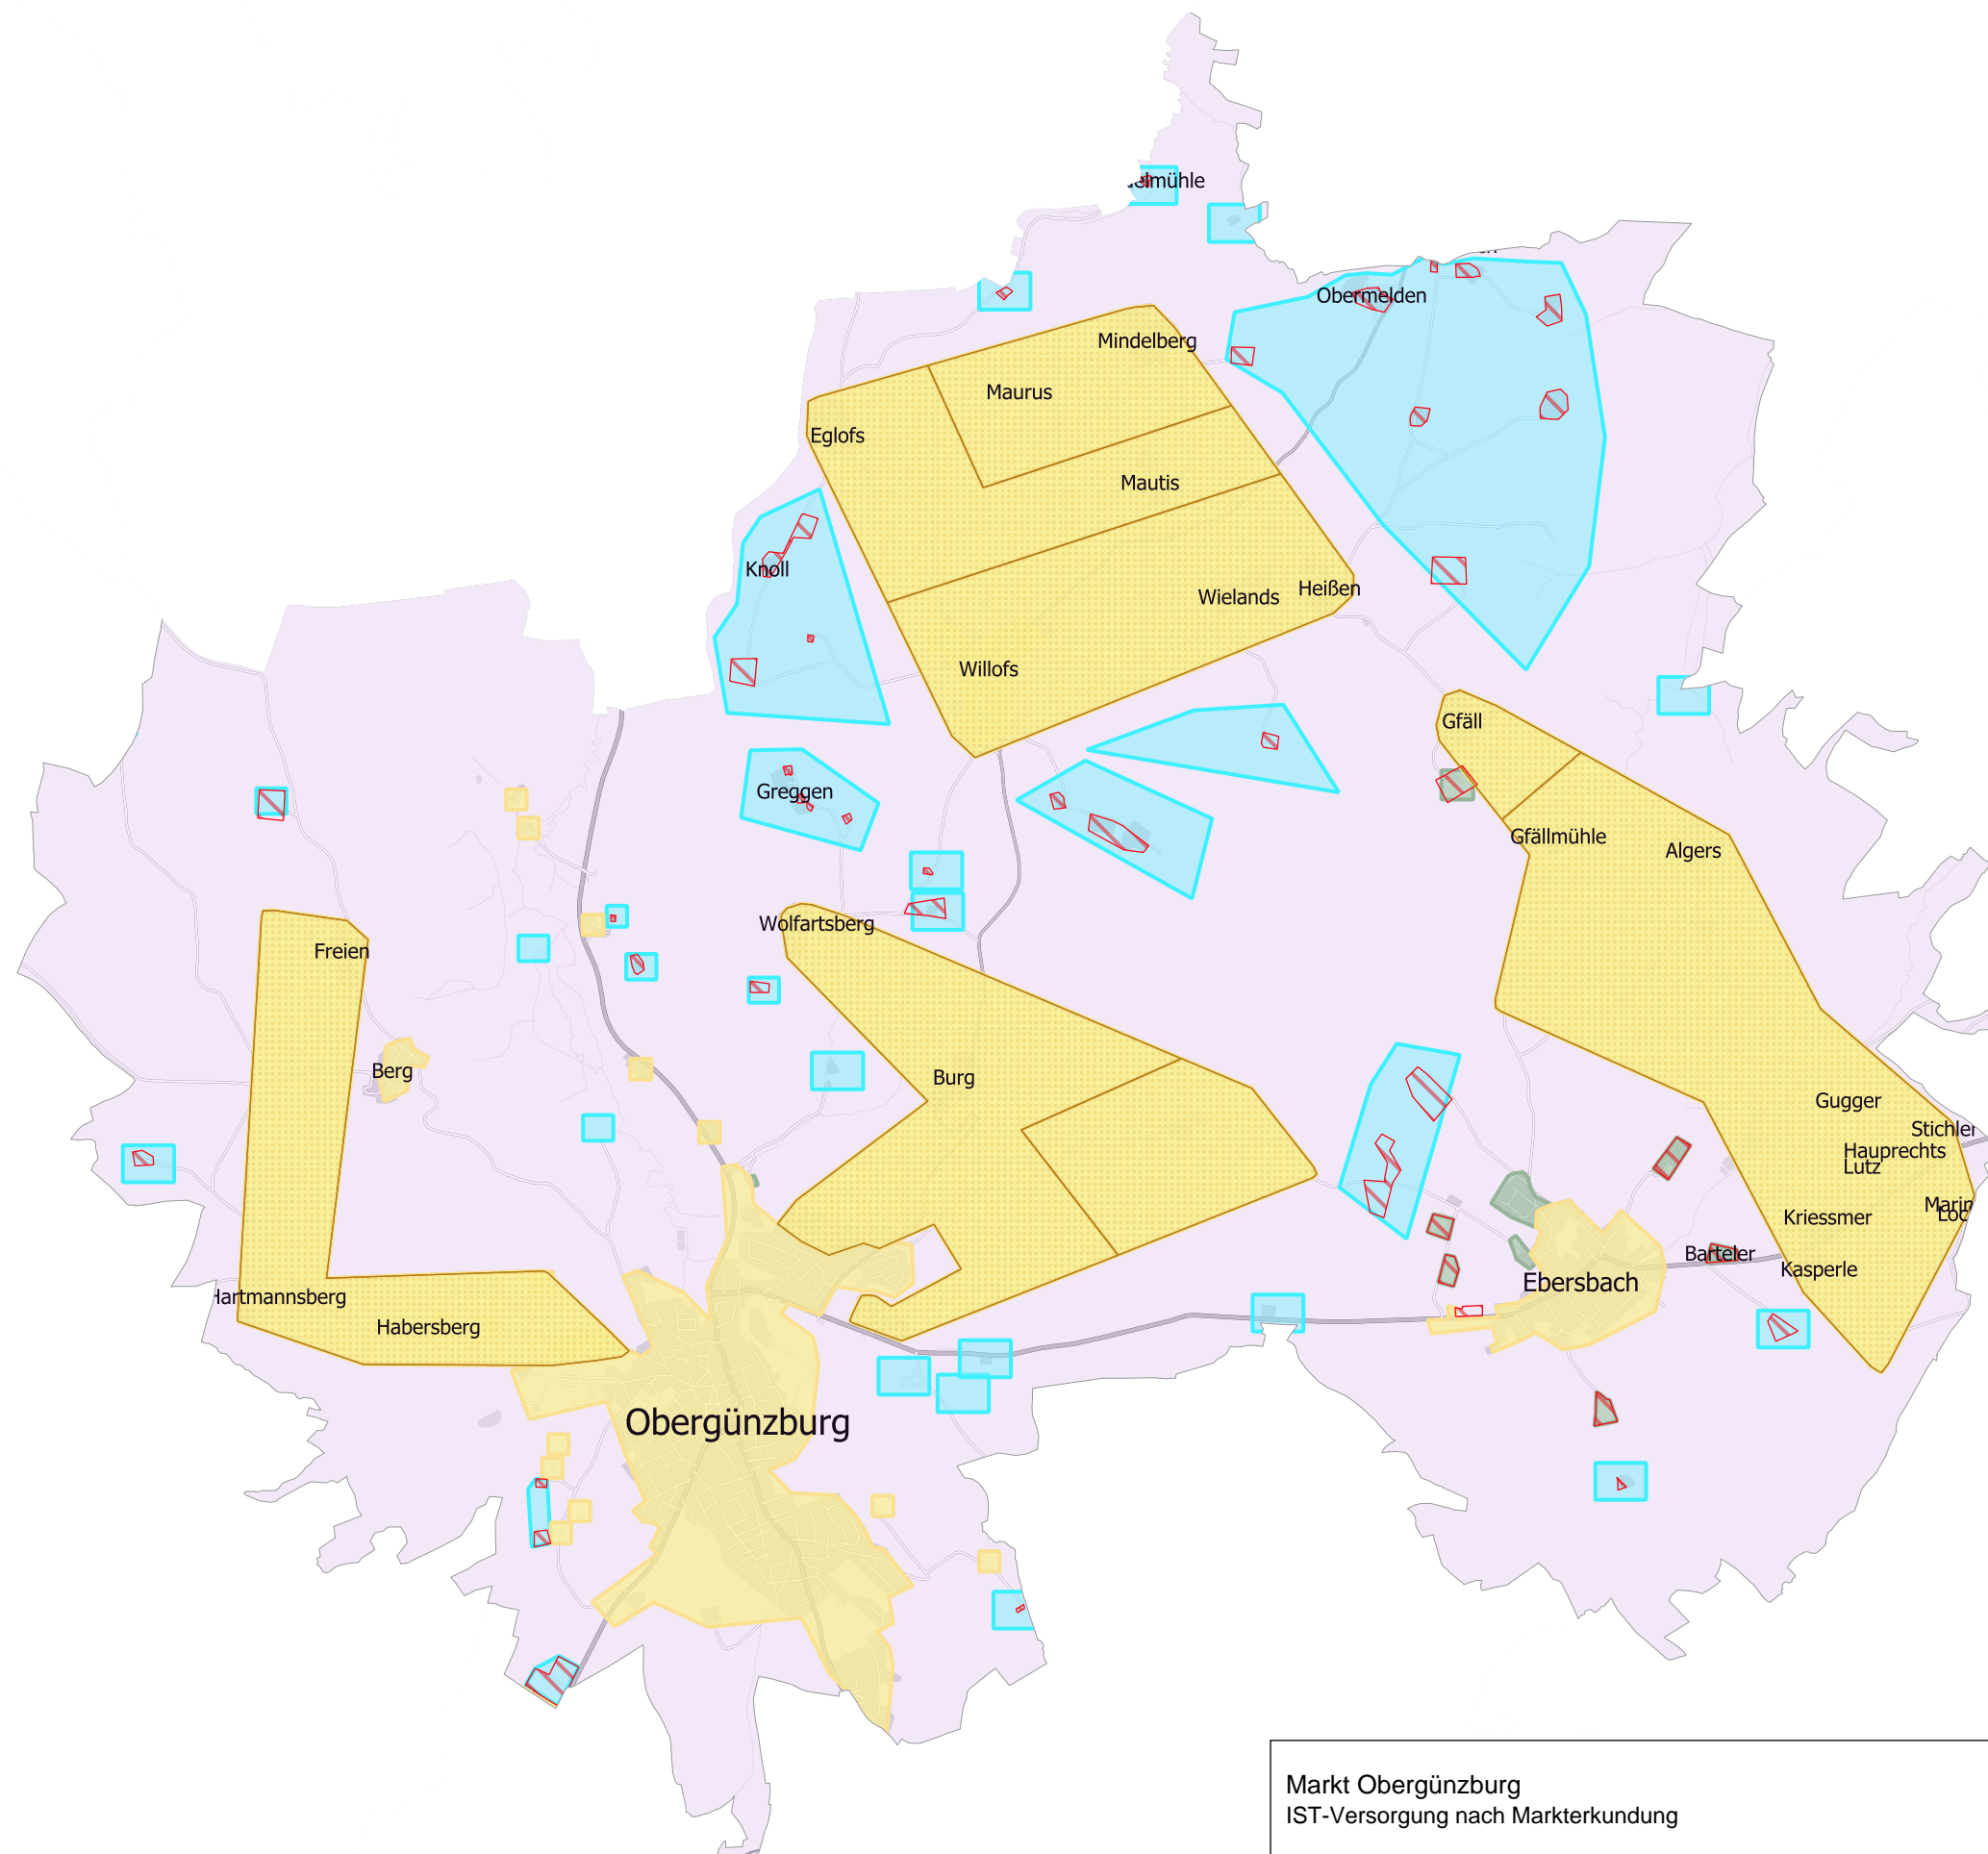 Obermelden
Mindelberg
Maurus
Eglofs
Mautis
Knoll
Heißen
Wielands
Willofs
Gfäll
Greggen
Gfällmühle
Algers
Wolfartsberg
Freien
Berg
Burg
Gugger
Stichler
Hauprechts
Lutz
Kriessmer
Barteler
Kasperle
Ebersbach
Hartmannsberg
Habersberg
Obergünzburg
Markt Obergünzburg
IST-Versorgung nach Markterkundung